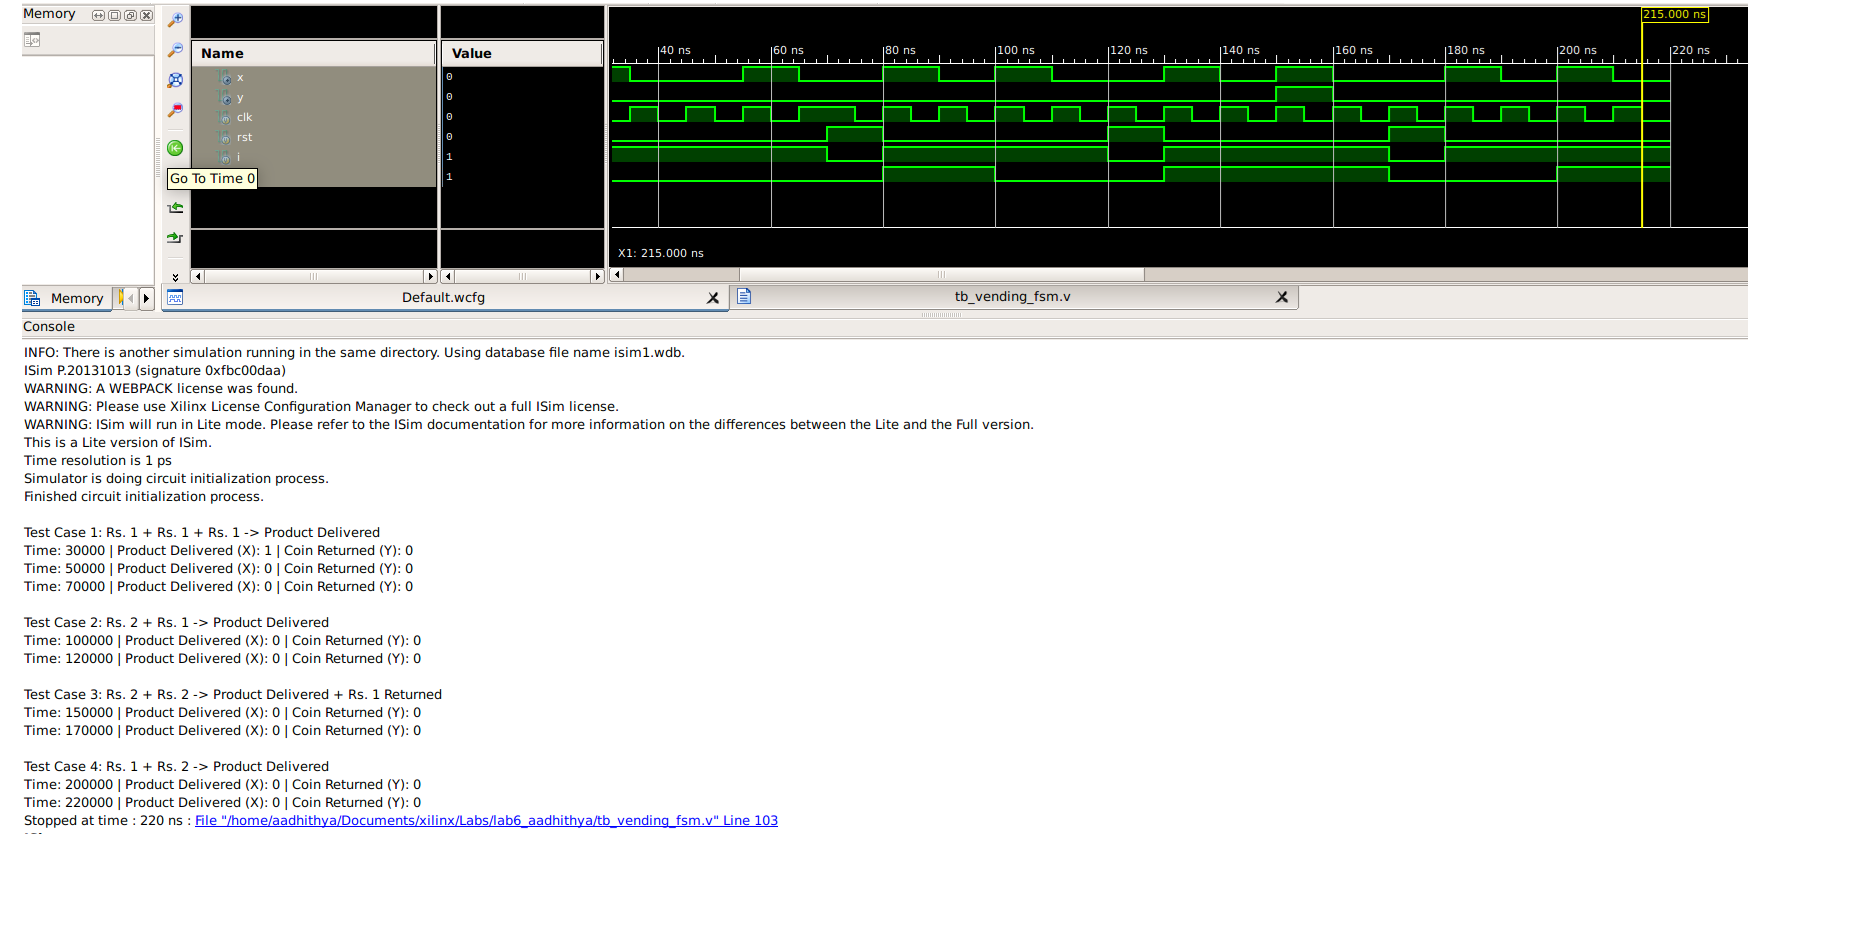 Memory
215.000 ns
Name
Value
40 ns
60 ns
80 ns
100 ns
120 ns
140 ns
160 ns
180 ns
200 ns
220 ns
x
0
y
0
clk
0
rst
0
i
1
Go To Time 0
1
X1: 215.000 ns
Memory
Default.wcfg
tb_vending_fsm.v
Console
INFO: There is another simulation running in the same directory. Using database file name isim1.wdb.
ISim P.20131013 (signature 0xfbc00daa)
WARNING: A WEBPACK license was found.
WARNING: Please use Xilinx License Configuration Manager to check out a full ISim license.
WARNING: ISim will run in Lite mode. Please refer to the ISim documentation for more information on the differences between the Lite and the Full version.
This is a Lite version of ISim.
Time resolution is 1 ps
Simulator is doing circuit initialization process.
Finished circuit initialization process.
Test Case 1: Rs. 1 + Rs. 1 + Rs. 1 -> Product Delivered
Time: 30000 | Product Delivered (X): 1 | Coin Returned (Y): 0
Time: 50000 | Product Delivered (X): 0 | Coin Returned (Y): 0
Time: 70000 | Product Delivered (X): 0 | Coin Returned (Y): 0
Test Case 2: Rs. 2 + Rs. 1 -> Product Delivered
Time: 100000 | Product Delivered (X): 0 | Coin Returned (Y): 0
Time: 120000 | Product Delivered (X): 0 | Coin Returned (Y): 0
Test Case 3: Rs. 2 + Rs. 2 -> Product Delivered + Rs. 1 Returned
Time: 150000 | Product Delivered (X): 0 | Coin Returned (Y): 0
Time: 170000 | Product Delivered (X): 0 | Coin Returned (Y): 0
Test Case 4: Rs. 1 + Rs. 2 -> Product Delivered
Time: 200000 | Product Delivered (X): 0 | Coin Returned (Y): 0
Time: 220000 | Product Delivered (X): 0 | Coin Returned (Y): 0
Stopped at time : 220 ns : File "/home/aadhithya/Documents/xilinx/Labs/lab6_aadhithya/tb_vending_fsm.v" Line 103